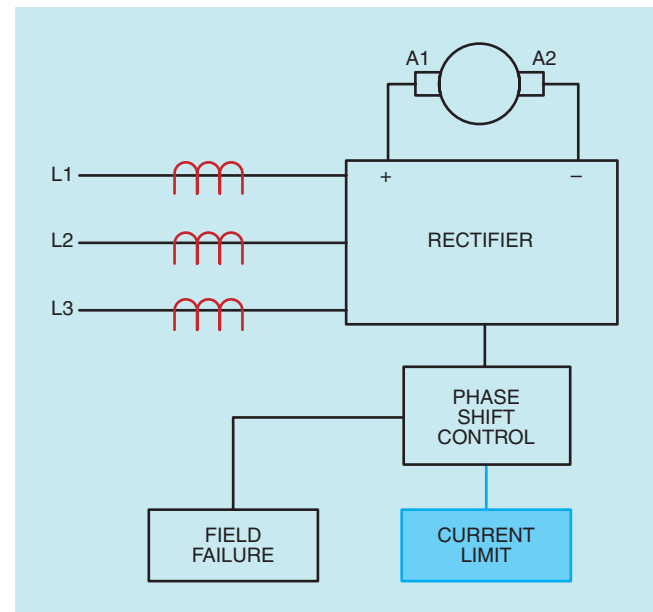 A1 A2
L1
+ –
RECTIFIER
L2
L3
PHASE
SHIFT
CONTROL
FIELD
FAILURE
CURRENT
LIMIT